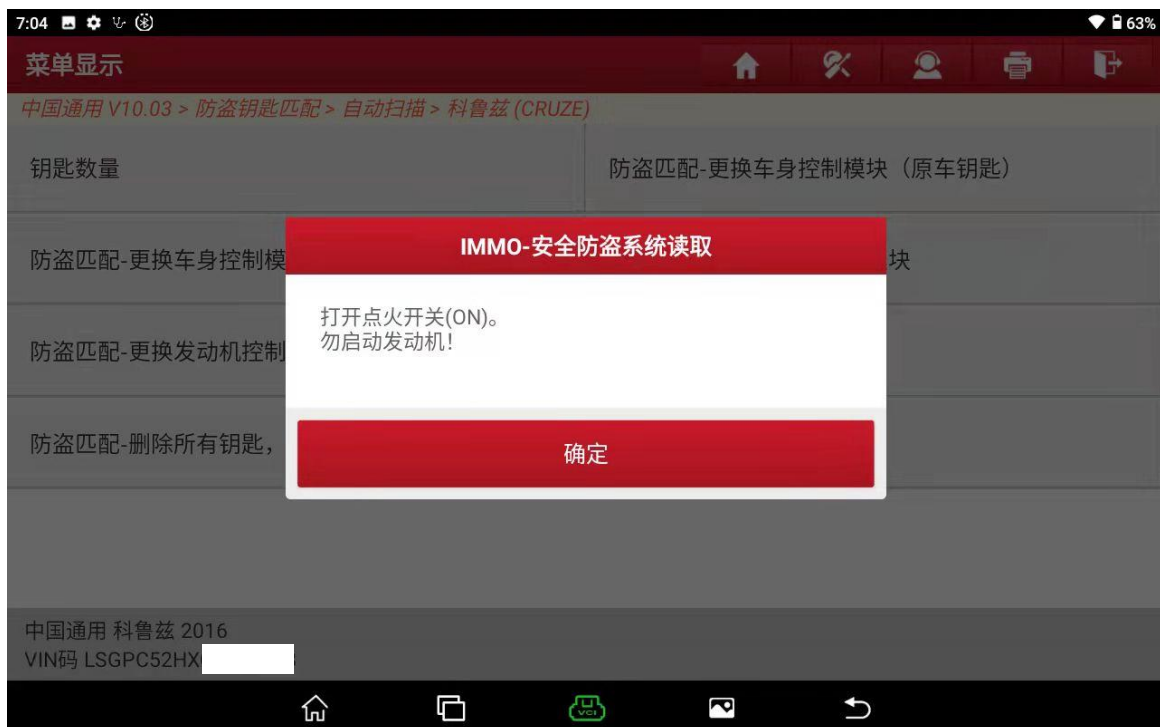 7:04
63%
菜单显示
中国通用 V10.03 > 防盗钥匙匹配 > 自动扫描 > 科鲁兹 (CRUZE)
钥匙数量
防盗匹配-更换车身控制模块（原车钥匙）
IMMO-安全防盗系统读取
防盗匹配-更换车身控制模
块
打开点火开关(ON)。
勿启动发动机！
防盗匹配-更换发动机控制
防盗匹配-删除所有钥匙，
确定
中国通用 科鲁兹 2016
VIN码 LSGPC52HX
VCI